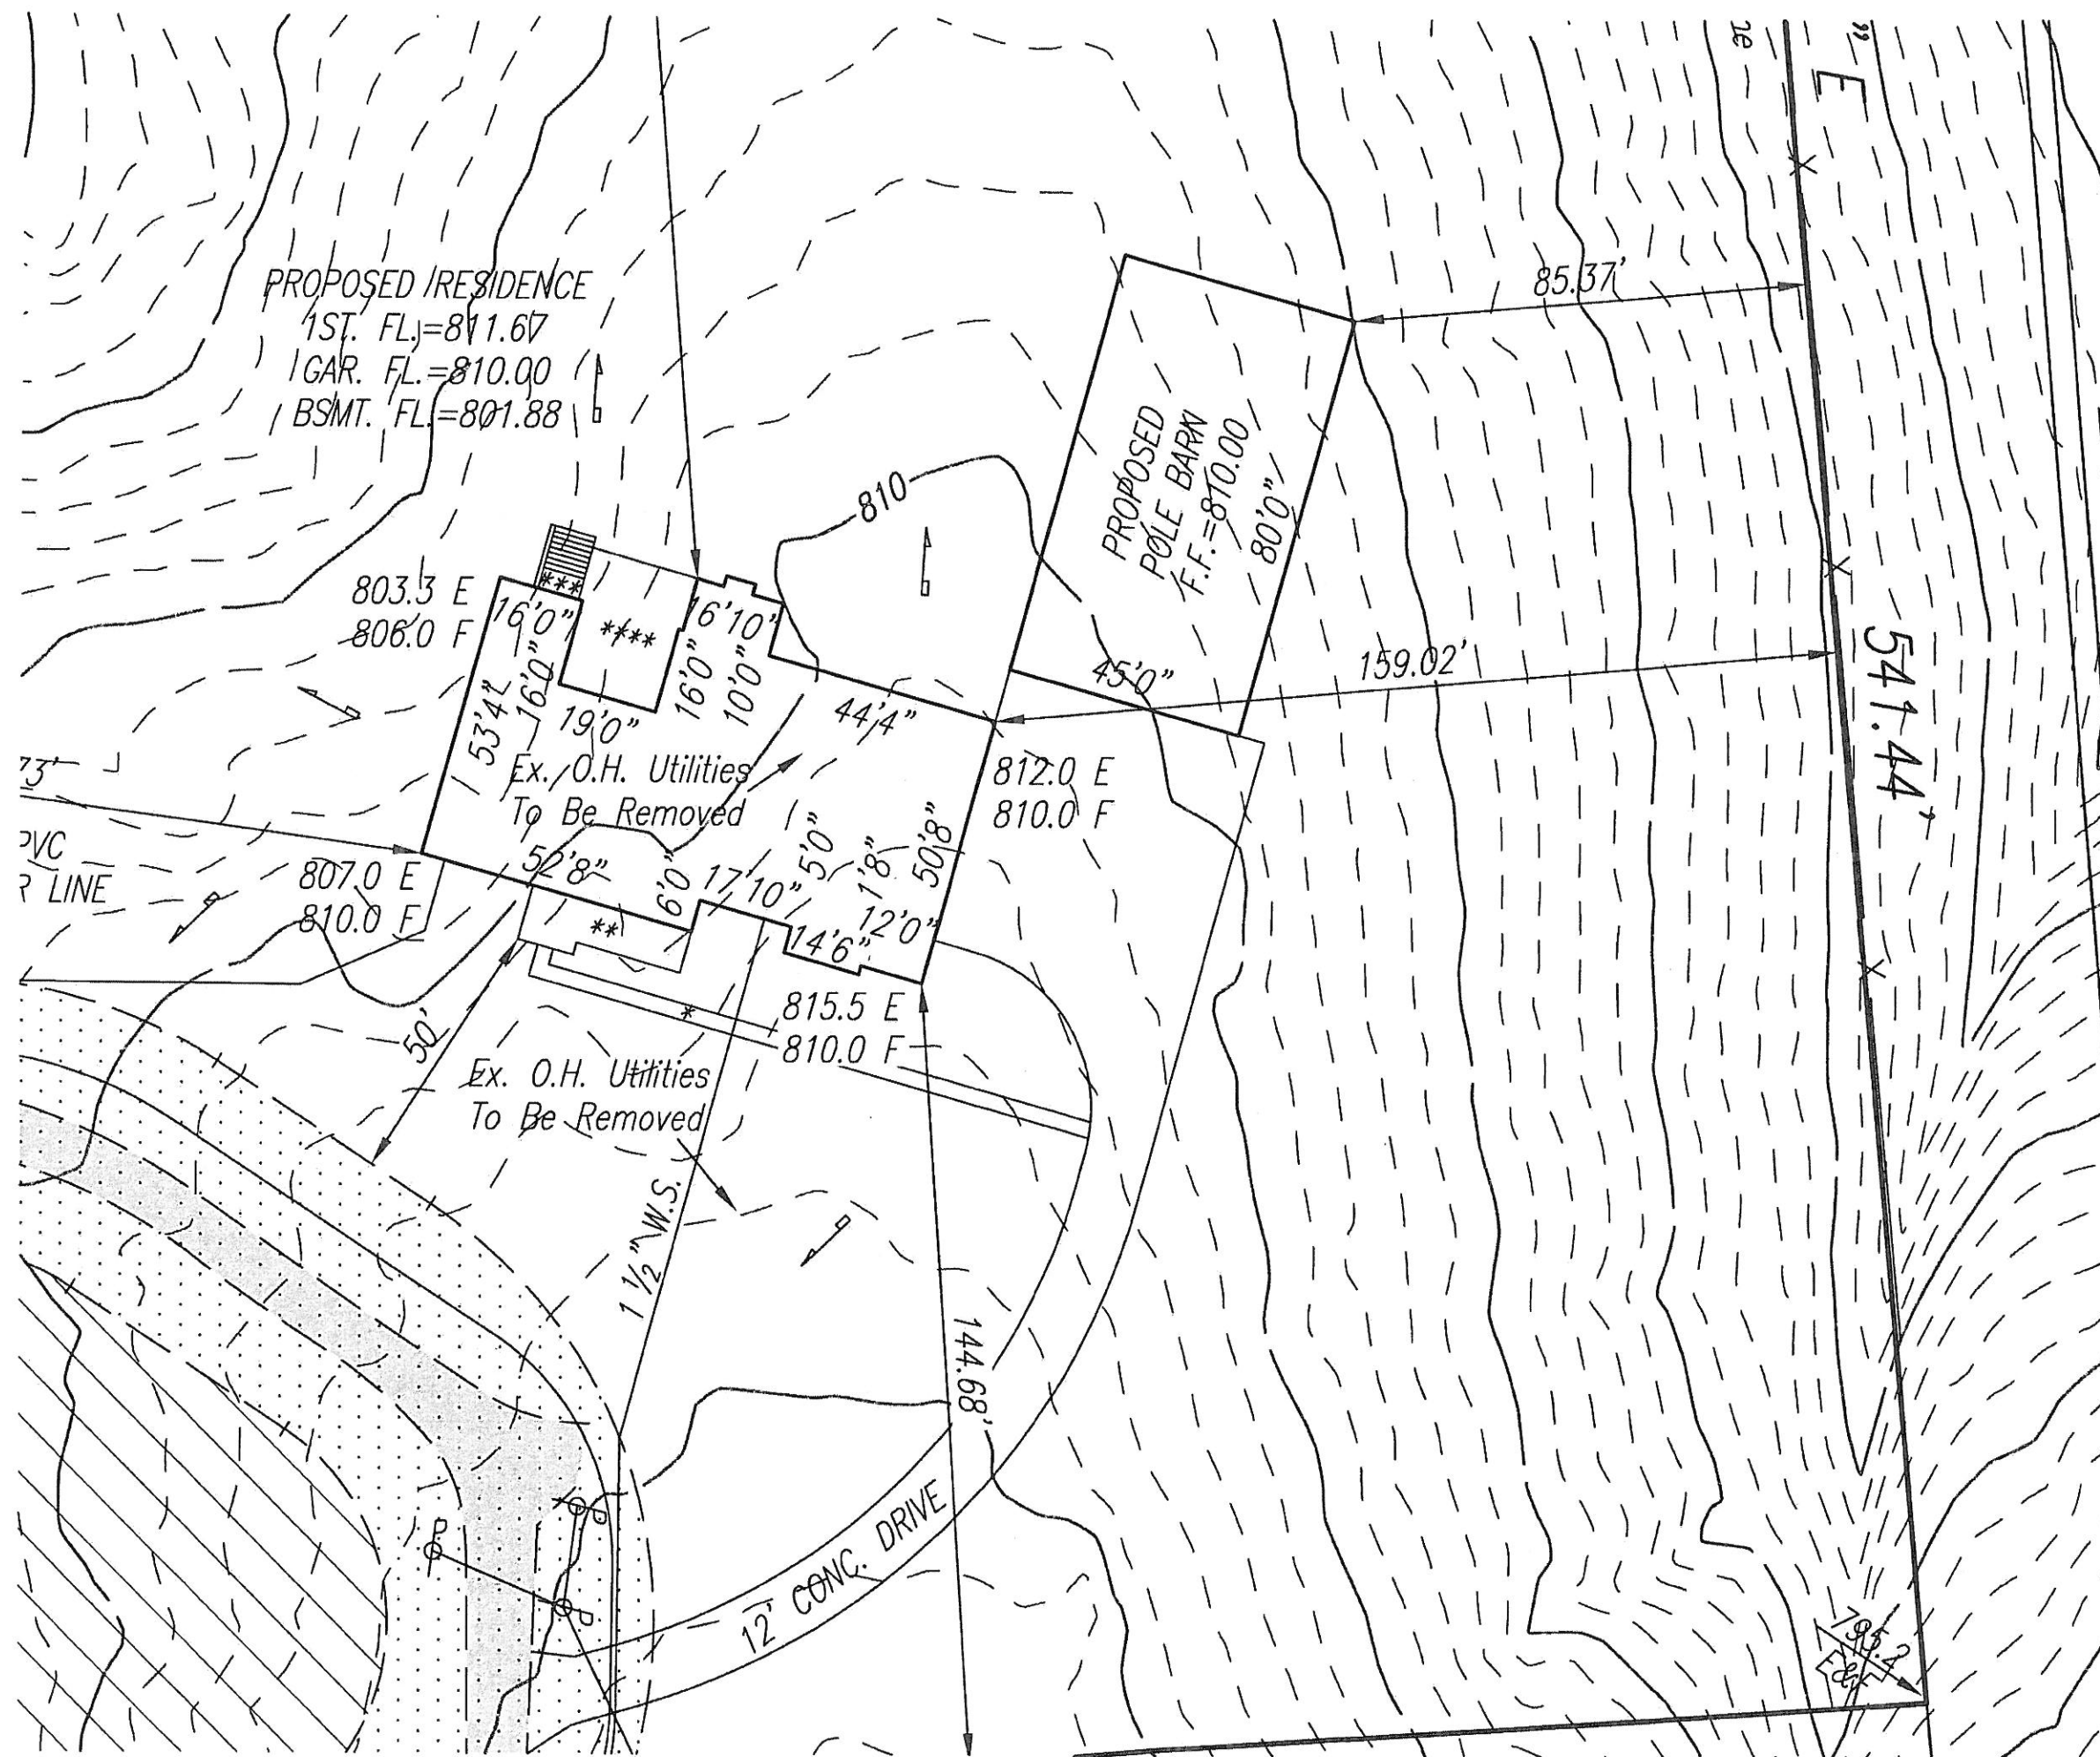 E
PROPOSED RESIDENCE
1ST. FL.=811.67
GAR. FL.=810.00
BSMT. FL.=801.88
85.37'
PROPOSED
POLE BARN
F.F.=810.00
80'0"
810
803.3 E
806.0 F
***
16'0"
****
16'10"
16'0"
16'0"
10'0"
53'4"
19'0"
44'4"
45'0"
159.02'
541.44'
Ex. O.H. Utilities
To Be Removed
812.0 E
810.0 F
73'
PVC
R LINE
807.0 E
810.0 F
52'8"
6'0"
17'10"
5'0"
1'8"
50'8"
12'0"
14'6"
**
815.5 E
810.0 F
*
50'
Ex. O.H. Utilities
To Be Removed
1 1/2" W.S.
144.68'
12' CONC. DRIVE
P
P
P
795.2